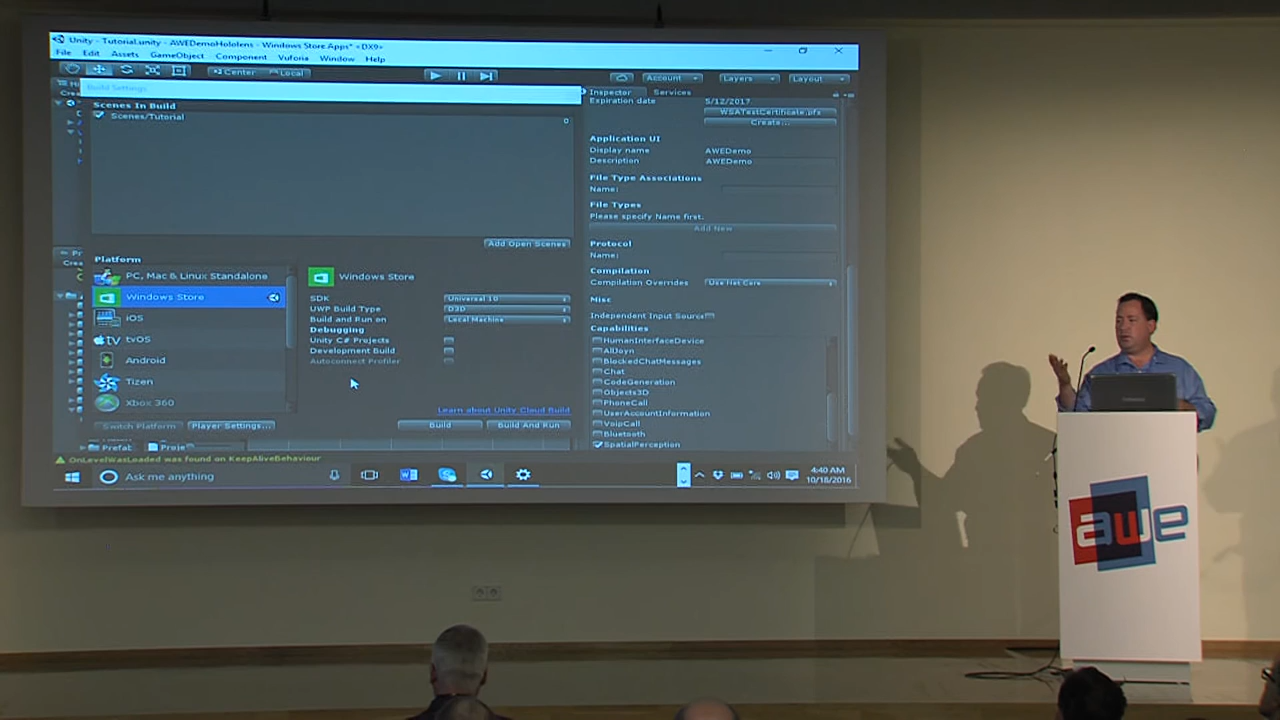 Unity - Tutorial.unity - AWEDemoHololens - Windows Store Apps* <DX9>
File Edit Assets GameObject Component Vuforia Window Help
Center Local
Account Layers Layout
Build Settings
Inspector Services
Scenes In Build
Scenes/Tutorial 0
Expiration date 5/12/2017
WSATestCertificate.pfx
Create...
Application UI
Display name AWEDemo
Description AWEDemo
File Type Associations
Name:
File Types
Please specify Name first.
Add New
Add Open Scenes
Protocol
Name:
Platform
PC, Mac & Linux Standalone
Windows Store
iOS
tvOS
Android
Tizen
Xbox 360
Windows Store
SDK Universal 10
UWP Build Type D3D
Build and Run on Local Machine
Debugging
Unity C# Projects
Development Build
Autoconnect Profiler
Compilation
Compilation Overrides Use Net Core
Misc
Independent Input Source
Capabilities
HumanInterfaceDevice
AllJoyn
BlockedChatMessages
Chat
CodeGeneration
Objects3D
PhoneCall
UserAccountInformation
VoipCall
Bluetooth
SpatialPerception
Learn about Unity Cloud Build
Switch Platform Player Settings... Build Build And Run
Prefab Proje
OnLevelWasLoaded was found on KeepAliveBehaviour
Ask me anything
4:40 AM
10/18/2016
awe